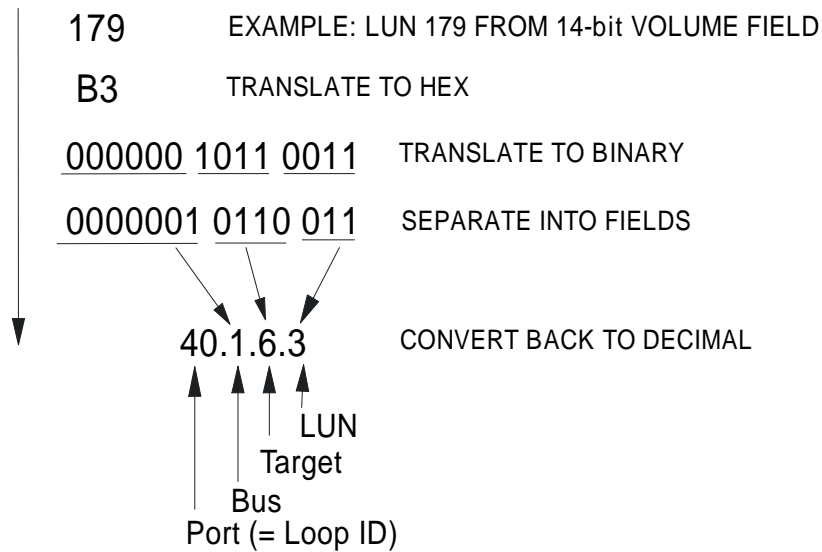 179 EXAMPLE: LUN 179 FROM 14-bit VOLUME FIELD
B3 TRANSLATE TO HEX
000000 1011 0011 TRANSLATE TO BINARY
0000001 0110 011 SEPARATE INTO FIELDS
40.1.6.3 CONVERT BACK TO DECIMAL
LUN
Target
Bus
Port (= Loop ID)